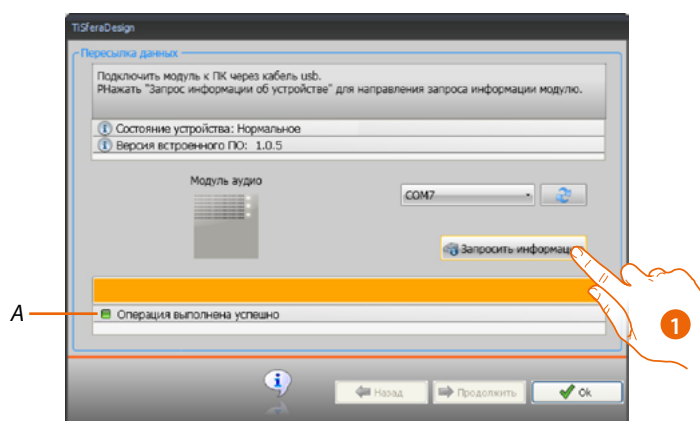 TiSferaDesign
Пересылка данных
Подключить модуль к ПК через кабель usb.
РНажать "Запрос информации об устройстве" для направления запроса информации модулю.
Состояние устройства: Нормальное
Версия встроенного ПО: 1.0.5
Модуль аудио
COM7
Запросить информаци
A
Операция выполнена успешно
1
Назад
Продолжить
Ok